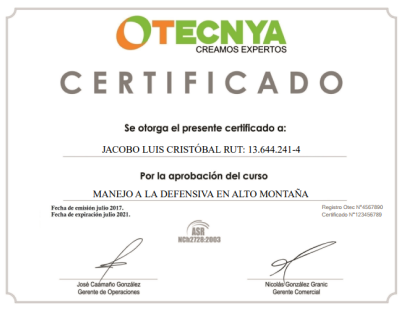 OTECNYA
CREAMOS EXPERTOS
CERTIFICADO
Se otorga el presente certificado a:
JACOBO LUIS CRISTÓBAL RUT: 13.644.241-4
Por la aprobación del curso
MANEJO A LA DEFENSIVA EN ALTO MONTAÑA
Fecha de emisión julio 2017.
Fecha de expiración julio 2021.
Registro Otec N°4567890
Certificado N°123456789
ASR
NCh2728:2003
José Caamaño González
Gerente de Operaciones
Nicolás González Granic
Gerente Comercial